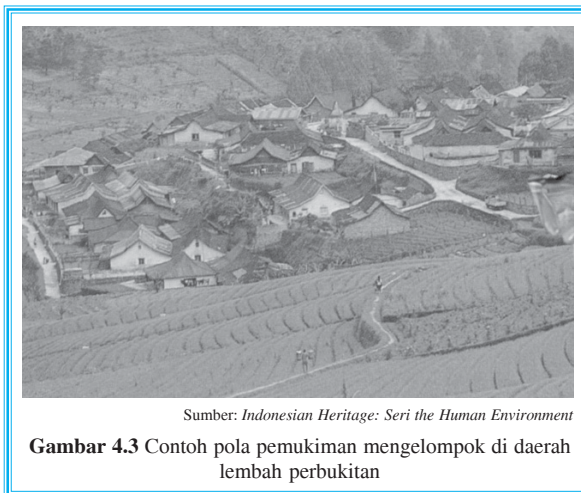 Sumber: Indonesian Heritage: Seri the Human Environment
Gambar 4.3 Contoh pola pemukiman mengelompok di daerah
lembah perbukitan